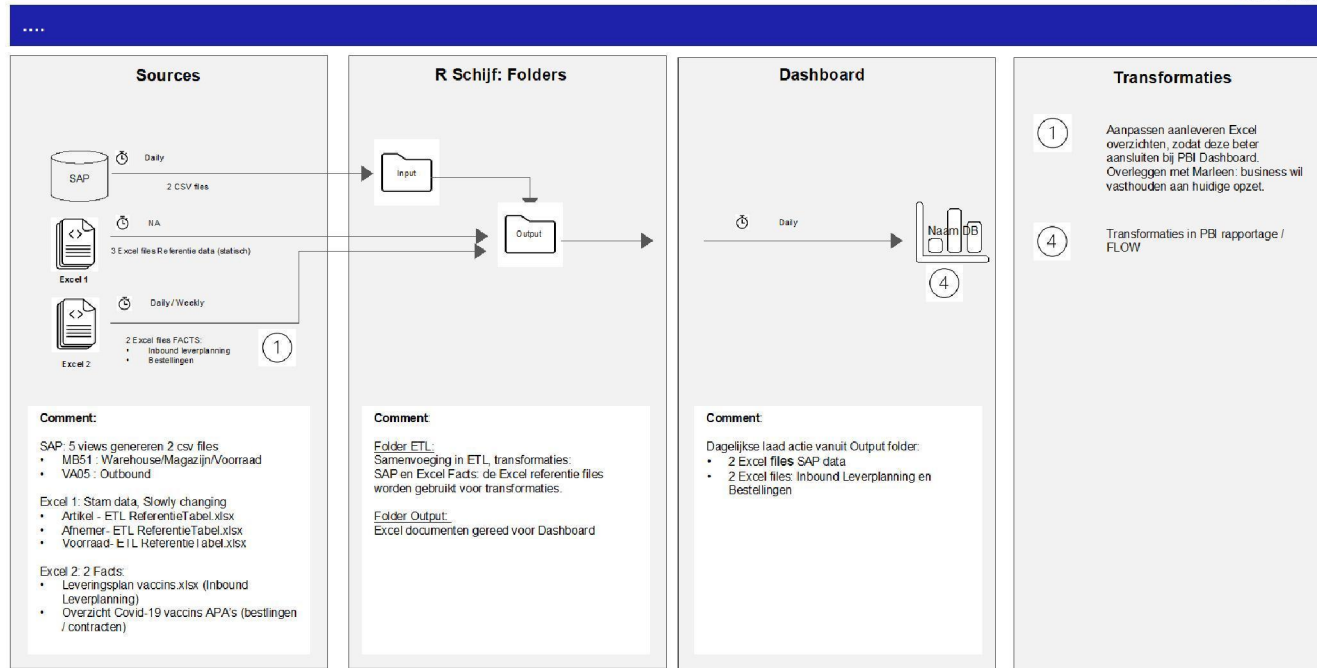 ....
Sources
SAP
Daily
2 CSV files
NA
3 Excel files Referentie data (statisch)
Excel 1
Daily / Weekly
2 Excel files FACTS:
• Inbound leverplanning
• Bestellingen
1
Excel 2
Comment:
SAP: 5 views genereren 2 csv files
• MB51 : Warehouse/Magazijn/Voorraad
• VA05 : Outbound
Excel 1: Stam data, Slowly changing
• Artikel - ETL ReferentieTabel.xlsx
• Afnemer- ETL ReferentieTabel.xlsx
• Voorraad- ETL ReferentieTabel.xlsx
Excel 2: 2 Facts:
• Leveringsplan vaccins.xlsx (Inbound
Leverplanning)
• Overzicht Covid-19 vaccins APA's (bestlingen
/ contracten)
R Schijf: Folders
Input
Output
Comment:
Folder ETL:
Samenvoeging in ETL, transformaties:
SAP en Excel Facts: de Excel referentie files
worden gebruikt voor transformaties.
Folder Output:
Excel documenten gereed voor Dashboard
Dashboard
Daily
Naam DB
4
Comment:
Dagelijkse laad actie vanuit Output folder:
• 2 Excel files SAP data
• 2 Excel files: Inbound Leverplanning en
Bestellingen
Transformaties
1
Aanpassen aanleveren Excel
overzichten, zodat deze beter
aansluiten bij PBI Dashboard.
Overleggen met Marleen: business wil
vasthouden aan huidige opzet.
4
Transformaties in PBI rapportage /
FLOW